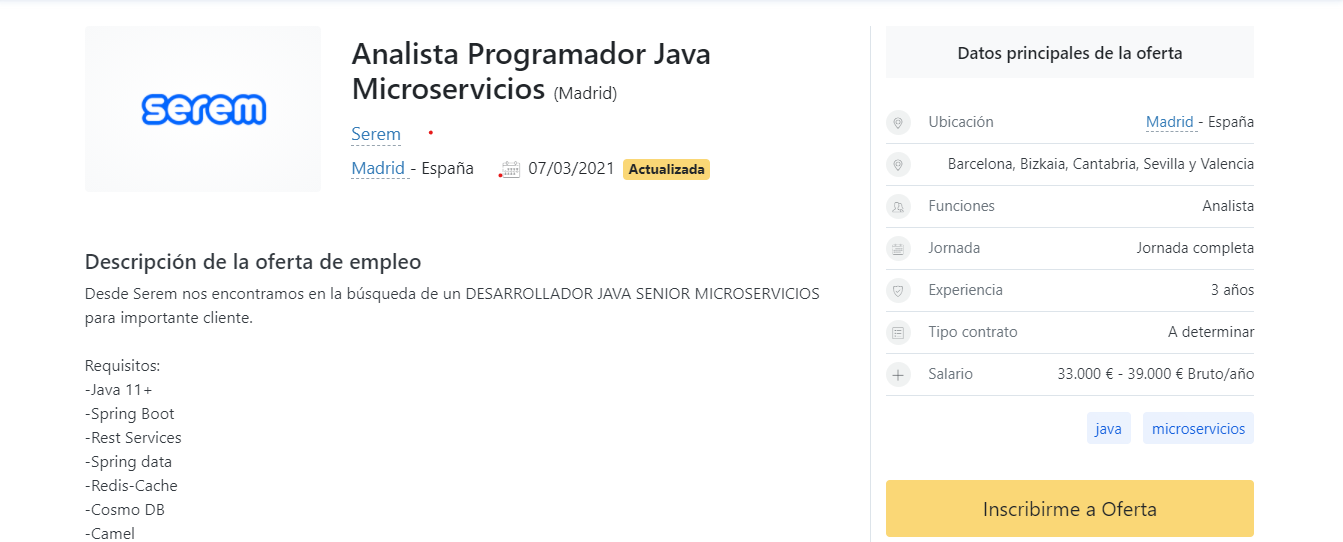 serem
Analista Programador Java
Microservicios (Madrid)
Serem
Madrid - España 07/03/2021 Actualizada
Descripción de la oferta de empleo
Desde Serem nos encontramos en la búsqueda de un DESARROLLADOR JAVA SENIOR MICROSERVICIOS
para importante cliente.
Requisitos:
-Java 11+
-Spring Boot
-Rest Services
-Spring data
-Redis-Cache
-Cosmo DB
-Camel
Datos principales de la oferta
Ubicación Madrid - España
Barcelona, Bizkaia, Cantabria, Sevilla y Valencia
Funciones Analista
Jornada Jornada completa
Experiencia 3 años
Tipo contrato A determinar
Salario 33.000 € - 39.000 € Bruto/año
java microservicios
Inscribirme a Oferta